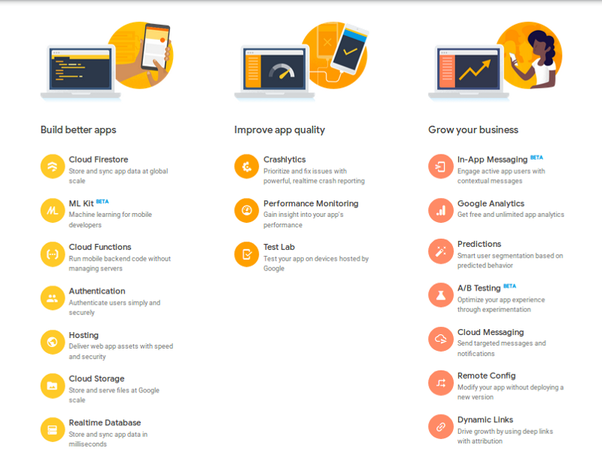 Build better apps
Cloud Firestore
Store and sync app data at global
scale
ML Kit BETA
Machine learning for mobile
developers
Cloud Functions
Run mobile backend code without
managing servers
Authentication
Authenticate users simply and
securely
Hosting
Deliver web app assets with speed
and security
Cloud Storage
Store and serve files at Google
scale
Realtime Database
Store and sync app data in
milliseconds
Improve app quality
Crashlytics
Prioritize and fix issues with
powerful, realtime crash reporting
Performance Monitoring
Gain insight into your app's
performance
Test Lab
Test your app on devices hosted by
Google
Grow your business
In-App Messaging BETA
Engage active app users with
contextual messages
Google Analytics
Get free and unlimited app analytics
Predictions
Smart user segmentation based on
predicted behavior
A/B Testing BETA
Optimize your app experience
through experimentation
Cloud Messaging
Send targeted messages and
notifications
Remote Config
Modify your app without deploying a
new version
Dynamic Links
Drive growth by using deep links
with attribution